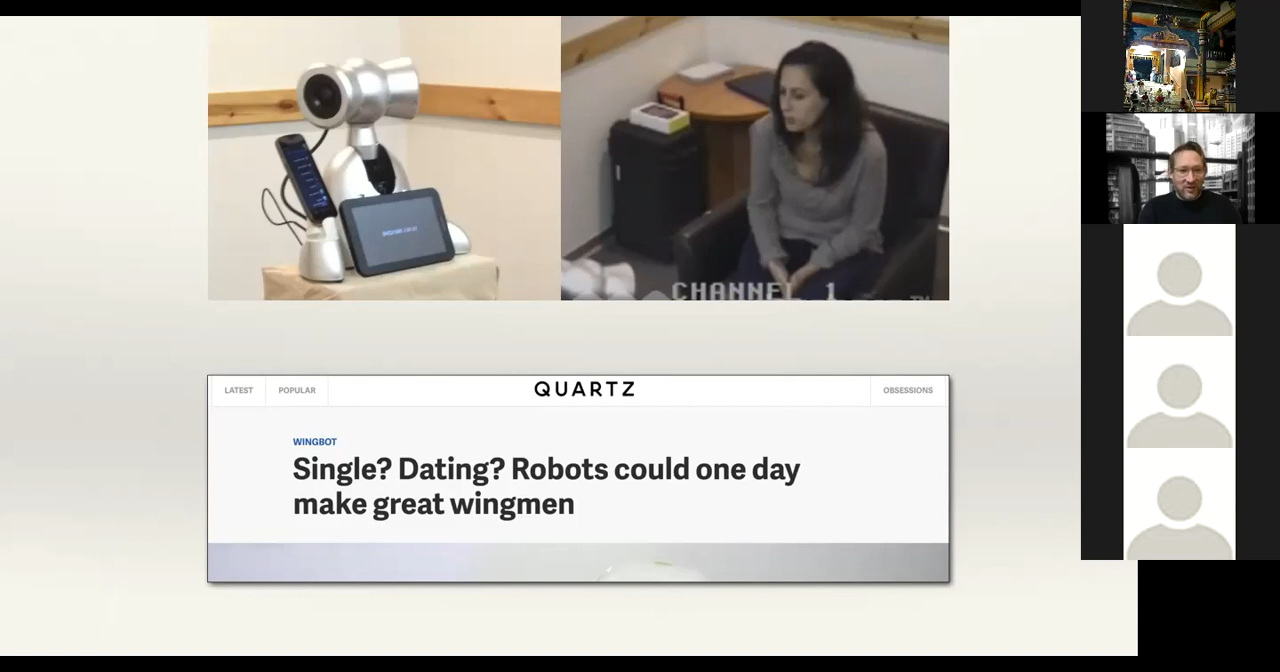 CHANNEL 1
LATEST
POPULAR
QUARTZ
OBSESSIONS
WINGBOT
Single? Dating? Robots could one day
make great wingmen